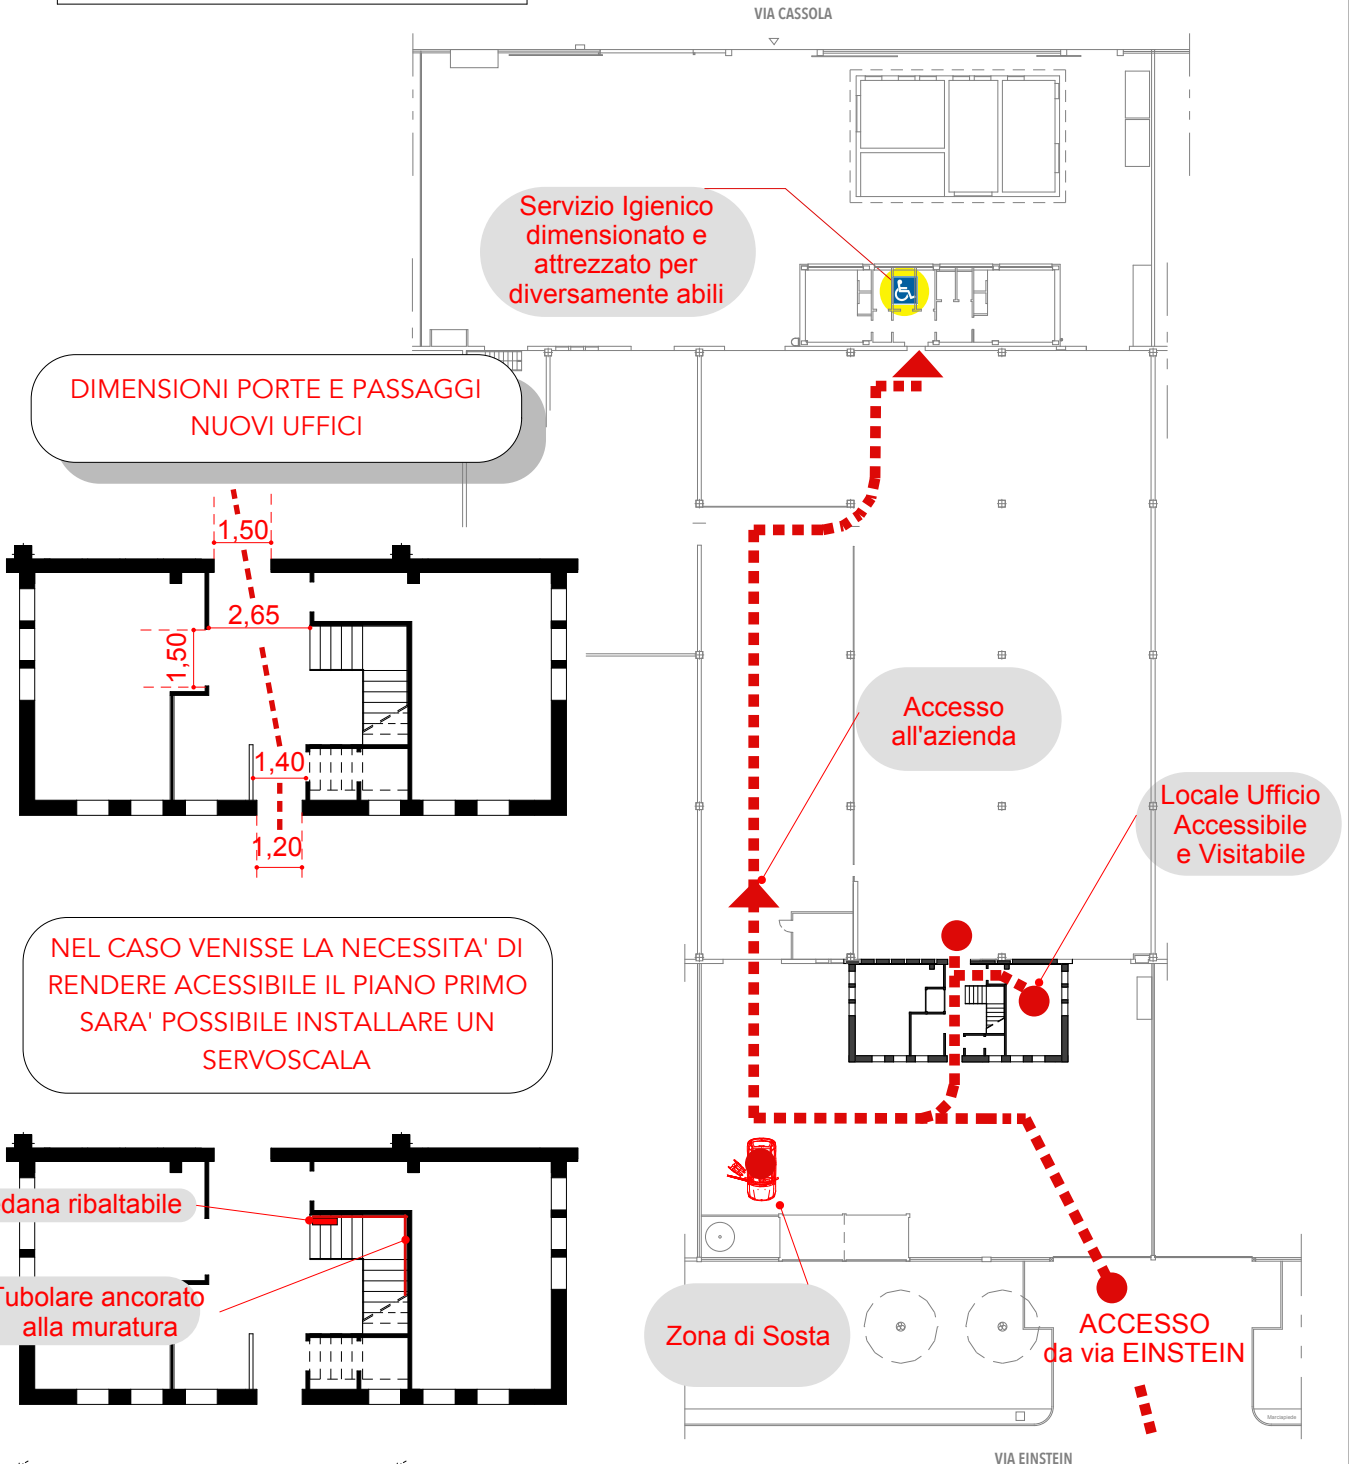 VIA CASSOLA
Servizio Igienico
dimensionato e
attrezzato per
diversamente abili
DIMENSIONI PORTE E PASSAGGI
NUOVI UFFICI
1,50
2,65
1,50
1,40
1,20
Accesso
all'azienda
Locale Ufficio
Accessibile
e Visitabile
NEL CASO VENISSE LA NECESSITA' DI
RENDERE ACESSIBILE IL PIANO PRIMO
SARA' POSSIBILE INSTALLARE UN
SERVOSCALA
dana ribaltabile
Tubolare ancorato
alla muratura
Zona di Sosta
ACCESSO
da via EINSTEIN
Marciapiede
VIA EINSTEIN